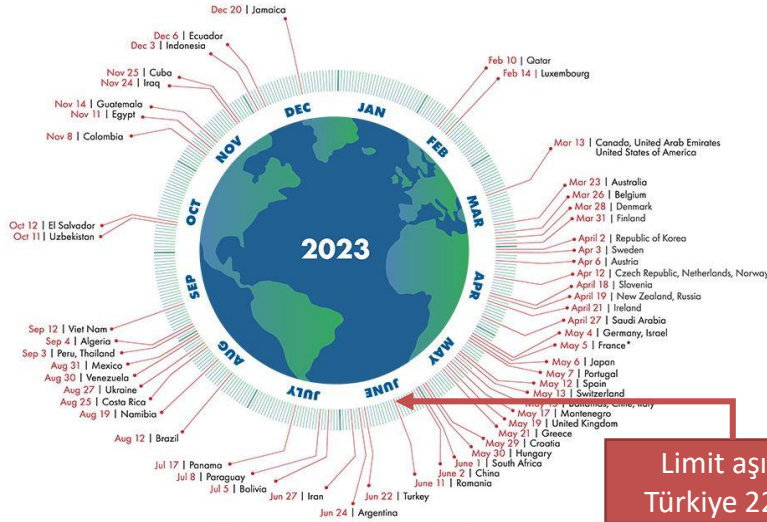 Dec 20 | Jamaica
Dec 6 | Ecuador
Dec 3 | Indonesia
Nov 25 | Cuba
Nov 24 | Iraq
Nov 14 | Guatemala
Nov 11 | Egypt
Nov 8 | Colombia
Oct 12 | El Salvador
Oct 11 | Uzbekistan
Sep 12 | Viet Nam
Sep 4 | Algeria
Sep 3 | Peru, Thailand
Aug 31 | Mexico
Aug 30 | Venezuela
Aug 27 | Ukraine
Aug 25 | Costa Rica
Aug 19 | Namibia
Aug 12 | Brazil
Jul 17 | Panama
Jul 8 | Paraguay
Jul 5 | Bolivia
Jun 27 | Iran
Jun 24 | Argentina
Jun 22 | Turkey
June 11 | Romania
June 2 | China
June 1 | South Africa
May 30 | Hungary
May 29 | Croatia
May 21 | Greece
May 19 | United Kingdom
May 17 | Montenegro
May 15 | Bahamas, Chile, Italy
May 13 | Switzerland
May 12 | Spain
May 7 | Portugal
May 6 | Japan
May 5 | France*
May 4 | Germany, Israel
April 27 | Saudi Arabia
April 21 | Ireland
April 19 | New Zealand, Russia
April 18 | Slovenia
Apr 12 | Czech Republic, Netherlands, Norway
Apr 6 | Austria
Apr 3 | Sweden
April 2 | Republic of Korea
Mar 31 | Finland
Mar 28 | Denmark
Mar 26 | Belgium
Mar 23 | Australia
Mar 13 | Canada, United Arab Emirates
United States of America
Feb 14 | Luxembourg
Feb 10 | Qatar
JAN
FEB
MAR
APR
MAY
JUNE
JULY
AUG
SEP
OCT
NOV
DEC
2023
Limit aşı
Türkiye 22